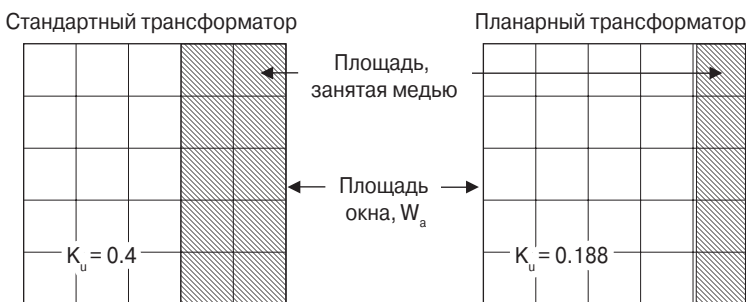 Стандартный трансформатор
Планарный трансформатор
Площадь,
занятая медью
Площадь
окна, Wₐ
Kᵤ = 0.4
Kᵤ = 0.188